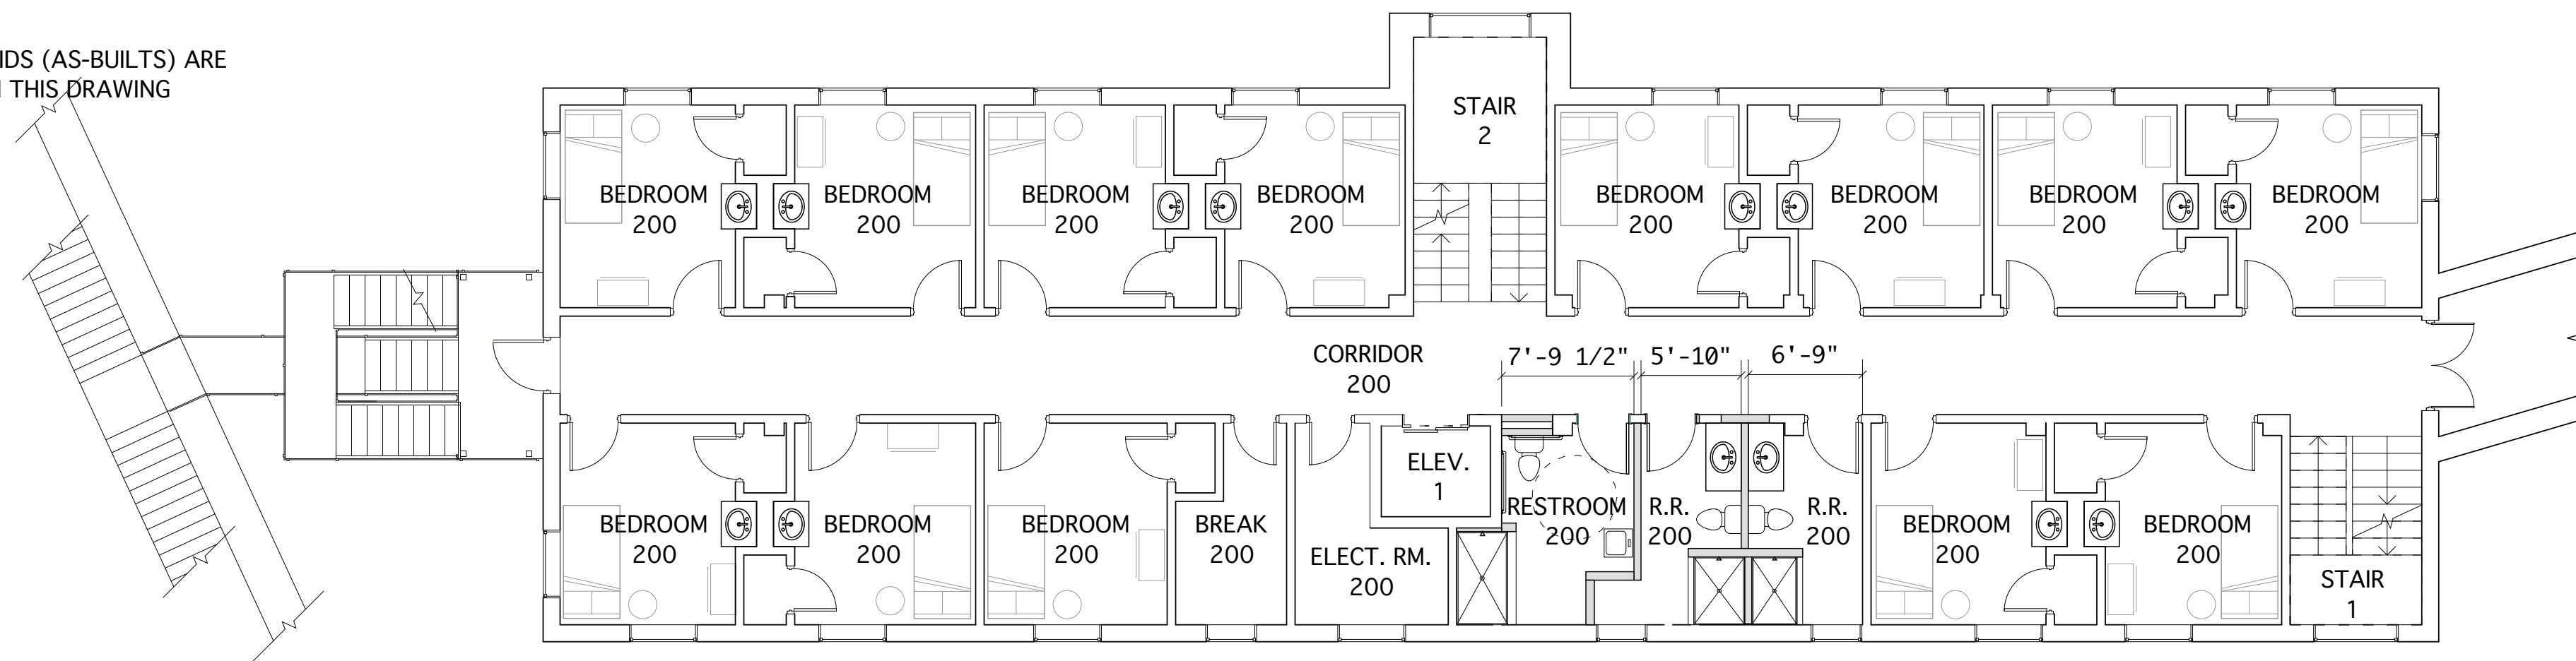 IDS (AS-BUILTS) ARE
THIS DRAWING
STAIR
2
BEDROOM
200
BEDROOM
200
BEDROOM
200
BEDROOM
200
BEDROOM
200
BEDROOM
200
BEDROOM
200
BEDROOM
200
CORRIDOR
200
7'-9 1/2"
5'-10"
6'-9"
BEDROOM
200
BEDROOM
200
BEDROOM
200
BREAK
200
ELECT. RM.
200
ELEV.
1
RESTROOM
200
R.R.
200
R.R.
200
BEDROOM
200
BEDROOM
200
STAIR
1